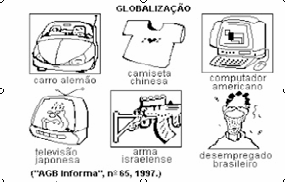 GLOBALIZAÇÃO
carro alemão
camiseta
chinesa
computador
americano
televisão
japonesa
arma
israelense
desempregado
brasileiro
("AGB Informa", nº 65, 1997.)